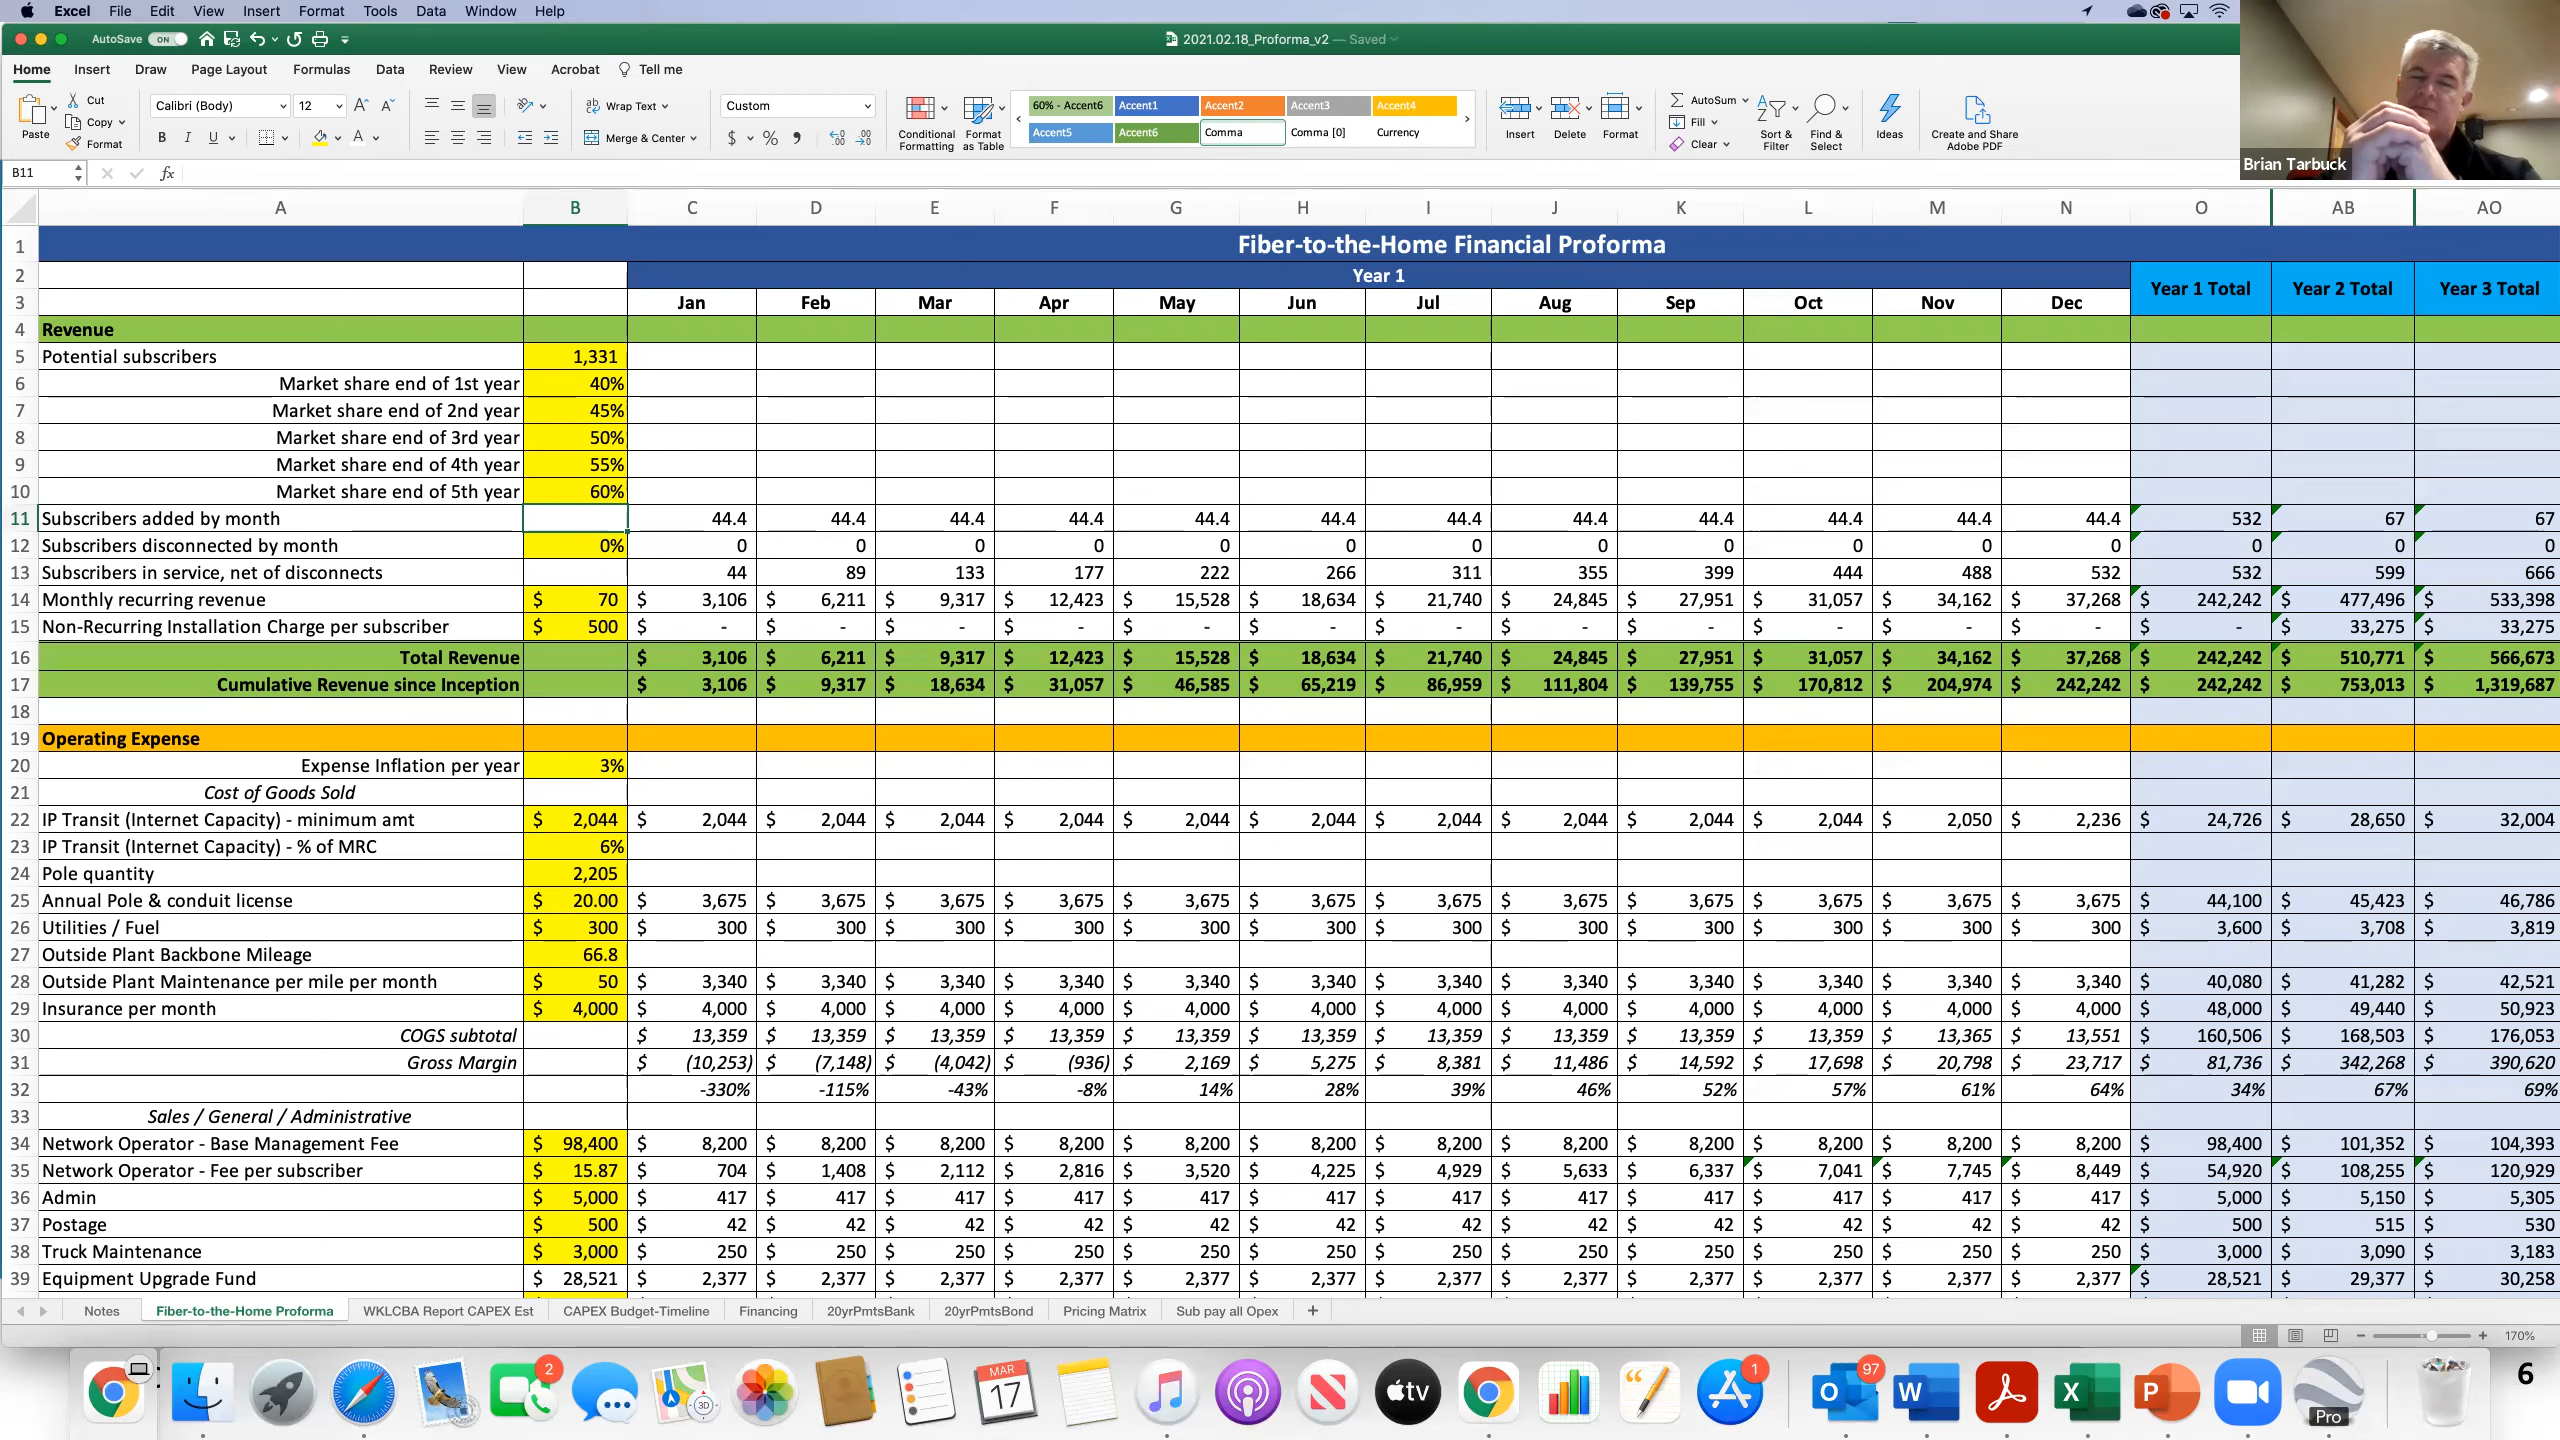 Excel File Edit View Insert Format Tools Data Window Help
AutoSave ON 2021.02.18_Proforma_v2 — Saved
Home Insert Draw Page Layout Formulas Data Review View Acrobat Tell me
Paste Cut Copy Format
Calibri (Body) 12 Wrap Text Merge & Center
Custom
Conditional Formatting Format as Table
60% - Accent6 Accent1 Accent2 Accent3 Accent4
Accent5 Accent6 Comma Comma [0] Currency
Insert Delete Format
AutoSum Fill Clear
Sort & Filter Find & Select Ideas Create and Share Adobe PDF
Brian Tarbuck
B11 fx
A B C D E F G H I J K L M N O AB AO
1 Fiber-to-the-Home Financial Proforma
2 Year 1 Year 1 Total Year 2 Total Year 3 Total
3 Jan Feb Mar Apr May Jun Jul Aug Sep Oct Nov Dec
4 Revenue
5 Potential subscribers 1,331
6 Market share end of 1st year 40%
7 Market share end of 2nd year 45%
8 Market share end of 3rd year 50%
9 Market share end of 4th year 55%
10 Market share end of 5th year 60%
11 Subscribers added by month 44.4 44.4 44.4 44.4 44.4 44.4 44.4 44.4 44.4 44.4 44.4 44.4 532 67 67
12 Subscribers disconnected by month 0% 0 0 0 0 0 0 0 0 0 0 0 0 0 0 0
13 Subscribers in service, net of disconnects 44 89 133 177 222 266 311 355 399 444 488 532 532 599 666
14 Monthly recurring revenue $ 70 $ 3,106 $ 6,211 $ 9,317 $ 12,423 $ 15,528 $ 18,634 $ 21,740 $ 24,845 $ 27,951 $ 31,057 $ 34,162 $ 37,268 $ 242,242 $ 477,496 $ 533,398
15 Non-Recurring Installation Charge per subscriber $ 500 $ - $ - $ - $ - $ - $ - $ - $ - $ - $ - $ - $ - $ - $ 33,275 $ 33,275
16 Total Revenue $ 3,106 $ 6,211 $ 9,317 $ 12,423 $ 15,528 $ 18,634 $ 21,740 $ 24,845 $ 27,951 $ 31,057 $ 34,162 $ 37,268 $ 242,242 $ 510,771 $ 566,673
17 Cumulative Revenue since Inception $ 3,106 $ 9,317 $ 18,634 $ 31,057 $ 46,585 $ 65,219 $ 86,959 $ 111,804 $ 139,755 $ 170,812 $ 204,974 $ 242,242 $ 242,242 $ 753,013 $ 1,319,687
18
19 Operating Expense
20 Expense Inflation per year 3%
21 Cost of Goods Sold
22 IP Transit (Internet Capacity) - minimum amt $ 2,044 $ 2,044 $ 2,044 $ 2,044 $ 2,044 $ 2,044 $ 2,044 $ 2,044 $ 2,044 $ 2,044 $ 2,044 $ 2,050 $ 2,236 $ 24,726 $ 28,650 $ 32,004
23 IP Transit (Internet Capacity) - % of MRC 6%
24 Pole quantity 2,205
25 Annual Pole & conduit license $ 20.00 $ 3,675 $ 3,675 $ 3,675 $ 3,675 $ 3,675 $ 3,675 $ 3,675 $ 3,675 $ 3,675 $ 3,675 $ 3,675 $ 3,675 $ 44,100 $ 45,423 $ 46,786
26 Utilities / Fuel $ 300 $ 300 $ 300 $ 300 $ 300 $ 300 $ 300 $ 300 $ 300 $ 300 $ 300 $ 300 $ 300 $ 3,600 $ 3,708 $ 3,819
27 Outside Plant Backbone Mileage 66.8
28 Outside Plant Maintenance per mile per month $ 50 $ 3,340 $ 3,340 $ 3,340 $ 3,340 $ 3,340 $ 3,340 $ 3,340 $ 3,340 $ 3,340 $ 3,340 $ 3,340 $ 3,340 $ 40,080 $ 41,282 $ 42,521
29 Insurance per month $ 4,000 $ 4,000 $ 4,000 $ 4,000 $ 4,000 $ 4,000 $ 4,000 $ 4,000 $ 4,000 $ 4,000 $ 4,000 $ 4,000 $ 4,000 $ 48,000 $ 49,440 $ 50,923
30 COGS subtotal $ 13,359 $ 13,359 $ 13,359 $ 13,359 $ 13,359 $ 13,359 $ 13,359 $ 13,359 $ 13,359 $ 13,359 $ 13,365 $ 13,551 $ 160,506 $ 168,503 $ 176,053
31 Gross Margin $ (10,253) $ (7,148) $ (4,042) $ (936) $ 2,169 $ 5,275 $ 8,381 $ 11,486 $ 14,592 $ 17,698 $ 20,798 $ 23,717 $ 81,736 $ 342,268 $ 390,620
32 -330% -115% -43% -8% 14% 28% 39% 46% 52% 57% 61% 64% 34% 67% 69%
33 Sales / General / Administrative
34 Network Operator - Base Management Fee $ 98,400 $ 8,200 $ 8,200 $ 8,200 $ 8,200 $ 8,200 $ 8,200 $ 8,200 $ 8,200 $ 8,200 $ 8,200 $ 8,200 $ 8,200 $ 98,400 $ 101,352 $ 104,393
35 Network Operator - Fee per subscriber $ 15.87 $ 704 $ 1,408 $ 2,112 $ 2,816 $ 3,520 $ 4,225 $ 4,929 $ 5,633 $ 6,337 $ 7,041 $ 7,745 $ 8,449 $ 54,920 $ 108,255 $ 120,929
36 Admin $ 5,000 $ 417 $ 417 $ 417 $ 417 $ 417 $ 417 $ 417 $ 417 $ 417 $ 417 $ 417 $ 417 $ 5,000 $ 5,150 $ 5,305
37 Postage $ 500 $ 42 $ 42 $ 42 $ 42 $ 42 $ 42 $ 42 $ 42 $ 42 $ 42 $ 42 $ 42 $ 500 $ 515 $ 530
38 Truck Maintenance $ 3,000 $ 250 $ 250 $ 250 $ 250 $ 250 $ 250 $ 250 $ 250 $ 250 $ 250 $ 250 $ 250 $ 3,000 $ 3,090 $ 3,183
39 Equipment Upgrade Fund $ 28,521 $ 2,377 $ 2,377 $ 2,377 $ 2,377 $ 2,377 $ 2,377 $ 2,377 $ 2,377 $ 2,377 $ 2,377 $ 2,377 $ 2,377 $ 28,521 $ 29,377 $ 30,258
Notes Fiber-to-the-Home Proforma WKLCBA Report CAPEX Est CAPEX Budget-Timeline Financing 20yrPmtsBank 20yrPmtsBond Pricing Matrix Sub pay all Opex +
170%
2 3D MAR 17 tv 1 97 O W X P Pro 6